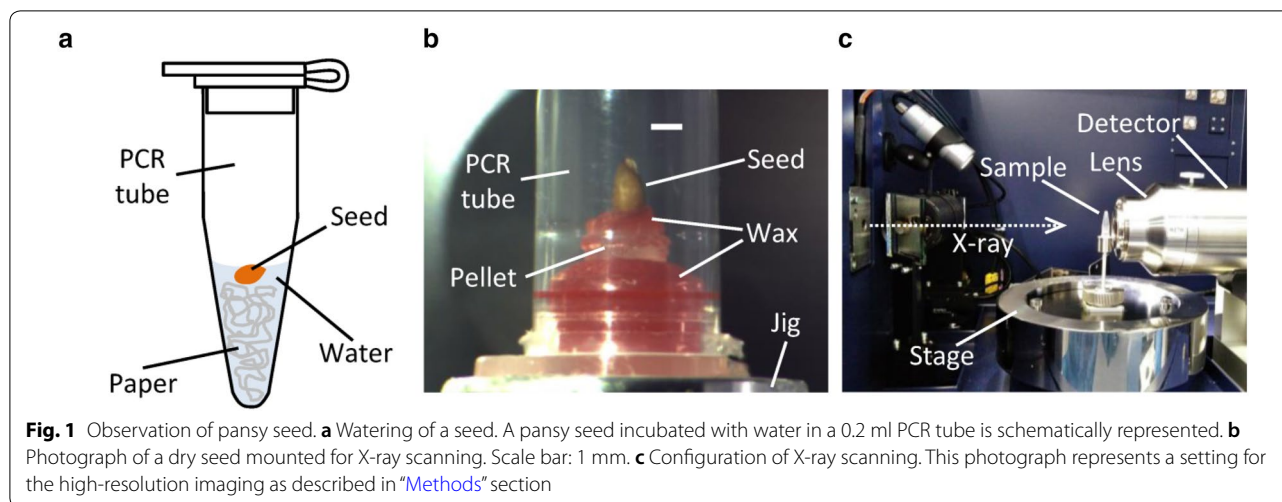 a
PCR
tube
Seed
Water
Paper
b
PCR
tube
Seed
Wax
Pellet
Jig
c
Detector
Lens
Sample
X-ray
Stage
Fig. 1 Observation of pansy seed. a Watering of a seed. A pansy seed incubated with water in a 0.2 ml PCR tube is schematically represented. b
Photograph of a dry seed mounted for X-ray scanning. Scale bar: 1 mm. c Configuration of X-ray scanning. This photograph represents a setting for
the high-resolution imaging as described in “Methods” section